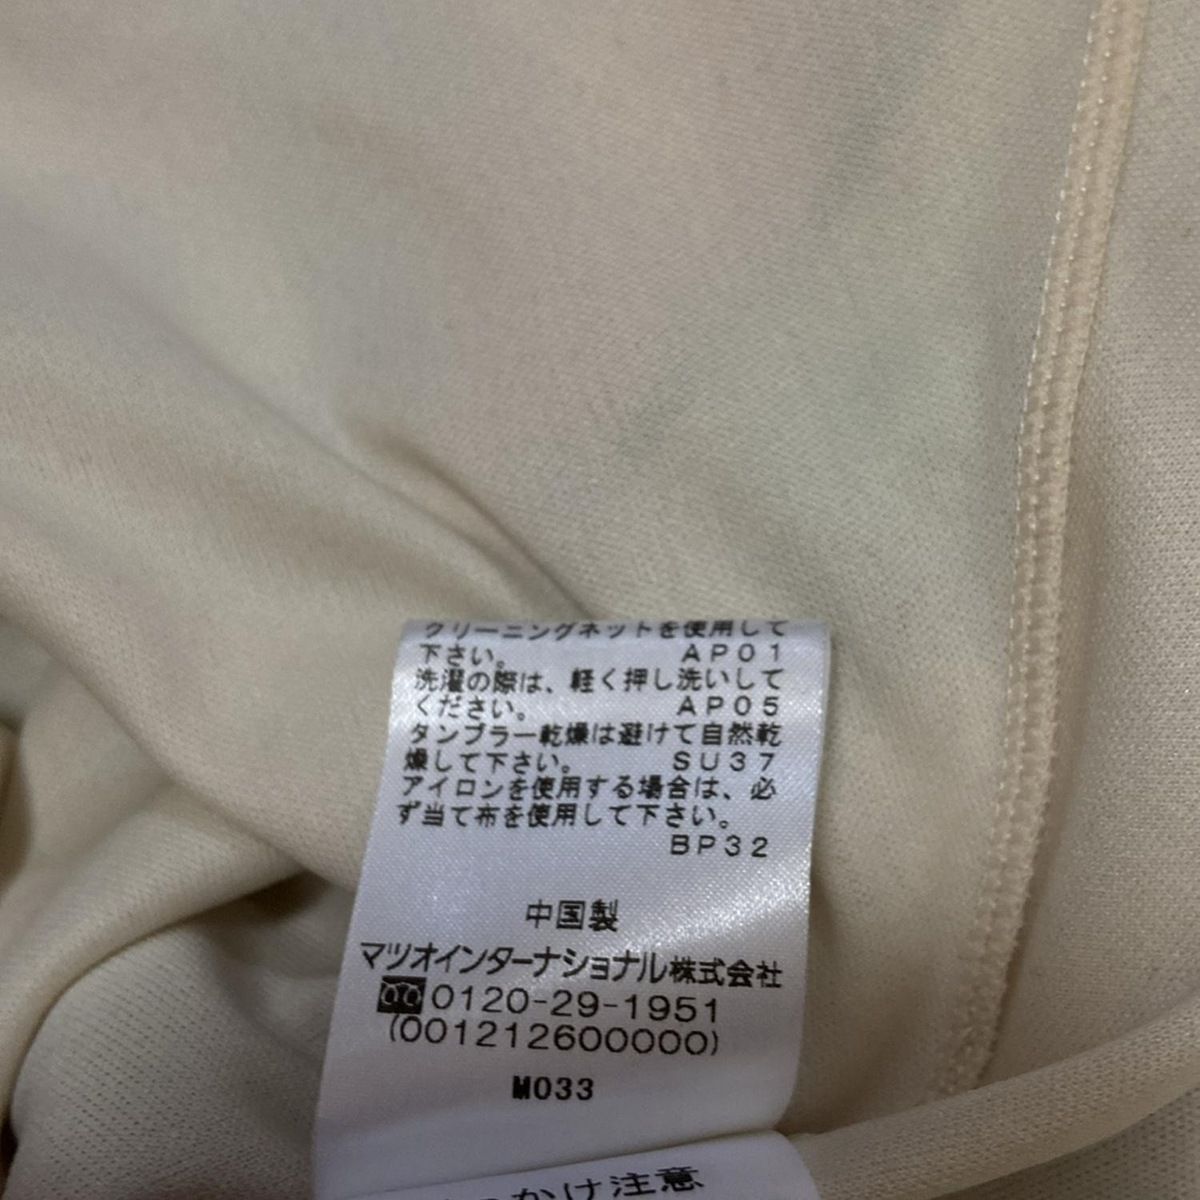 クリーニングネットを使用して
下さい。 AP01
洗濯の際は、軽く押し洗いして
ください。 AP05
タンブラー乾燥は避けて自然乾
燥して下さい。 SU37
アイロンを使用する場合は、必
ず当て布を使用して下さい。
BP32
中国製
マツオインターナショナル株式会社
0120-29-1951
(001212600000)
M033
かけ注意